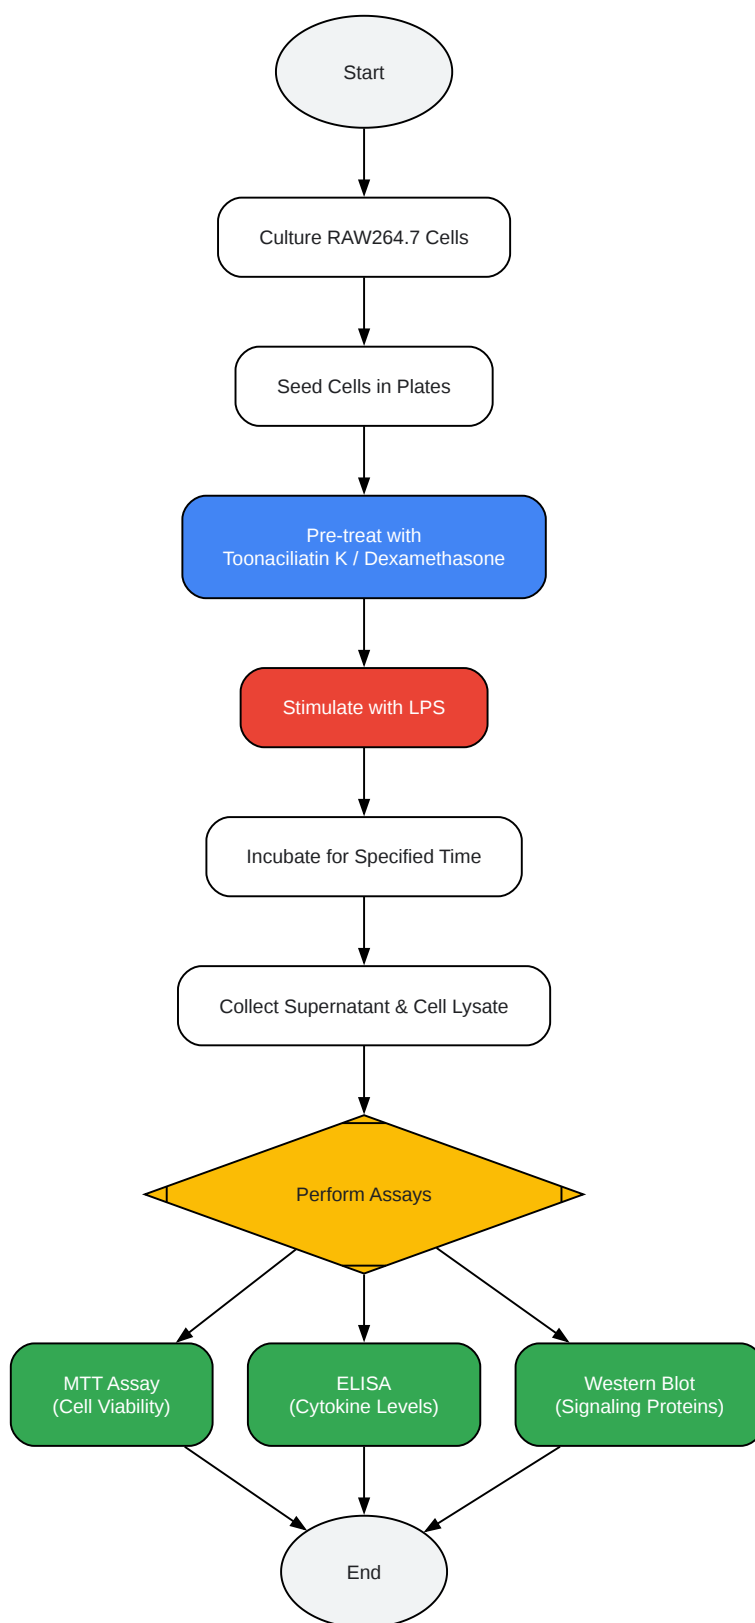 Start
Culture RAW264.7 Cells
Seed Cells in Plates
Pre-treat with
Toonaciliatin K / Dexamethasone
Stimulate with LPS
Incubate for Specified Time
Collect Supernatant & Cell Lysate
Perform Assays
MTT Assay
(Cell Viability)
ELISA
(Cytokine Levels)
Western Blot
(Signaling Proteins)
End